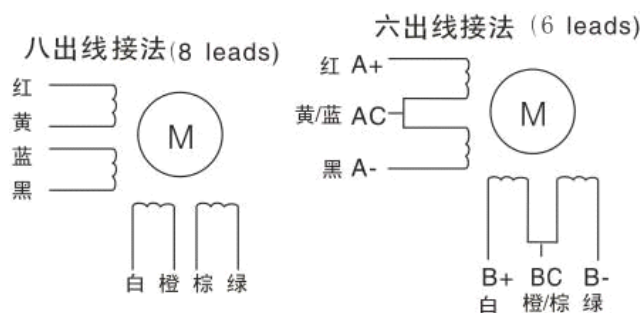 八出线接法(8 leads)
红
黄
蓝
黑
M
白 橙 棕 绿
六出线接法 (6 leads)
红 A+
黄/蓝 AC
黑 A-
M
B+ BC B-
白 橙/棕 绿